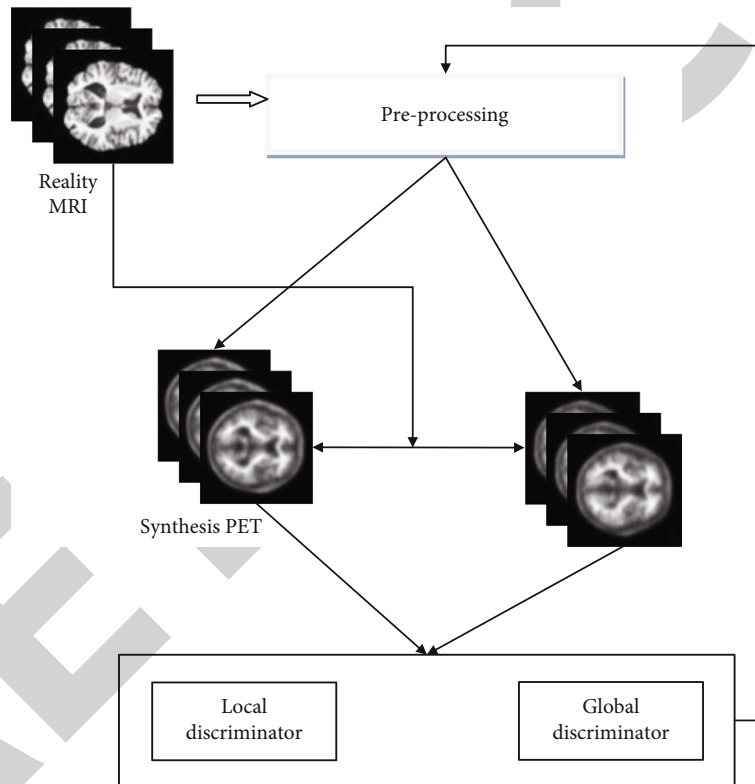 Pre-processing
Reality
MRI
Synthesis PET
Local
discriminator
Global
discriminator